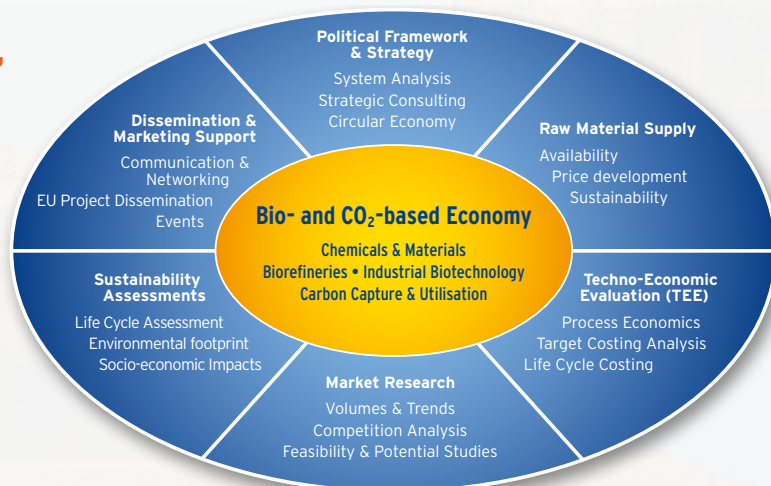 Political Framework
& Strategy
System Analysis
Strategic Consulting
Circular Economy
Raw Material Supply
Availability
Price development
Sustainability
Techno-Economic
Evaluation (TEE)
Process Economics
Target Costing Analysis
Life Cycle Costing
Market Research
Volumes & Trends
Competition Analysis
Feasibility & Potential Studies
Sustainability
Assessments
Life Cycle Assessment
Environmental footprint
Socio-economic Impacts
Dissemination &
Marketing Support
Communication &
Networking
EU Project Dissemination
Events
Bio- and CO₂-based Economy
Chemicals & Materials
Biorefineries • Industrial Biotechnology
Carbon Capture & Utilisation